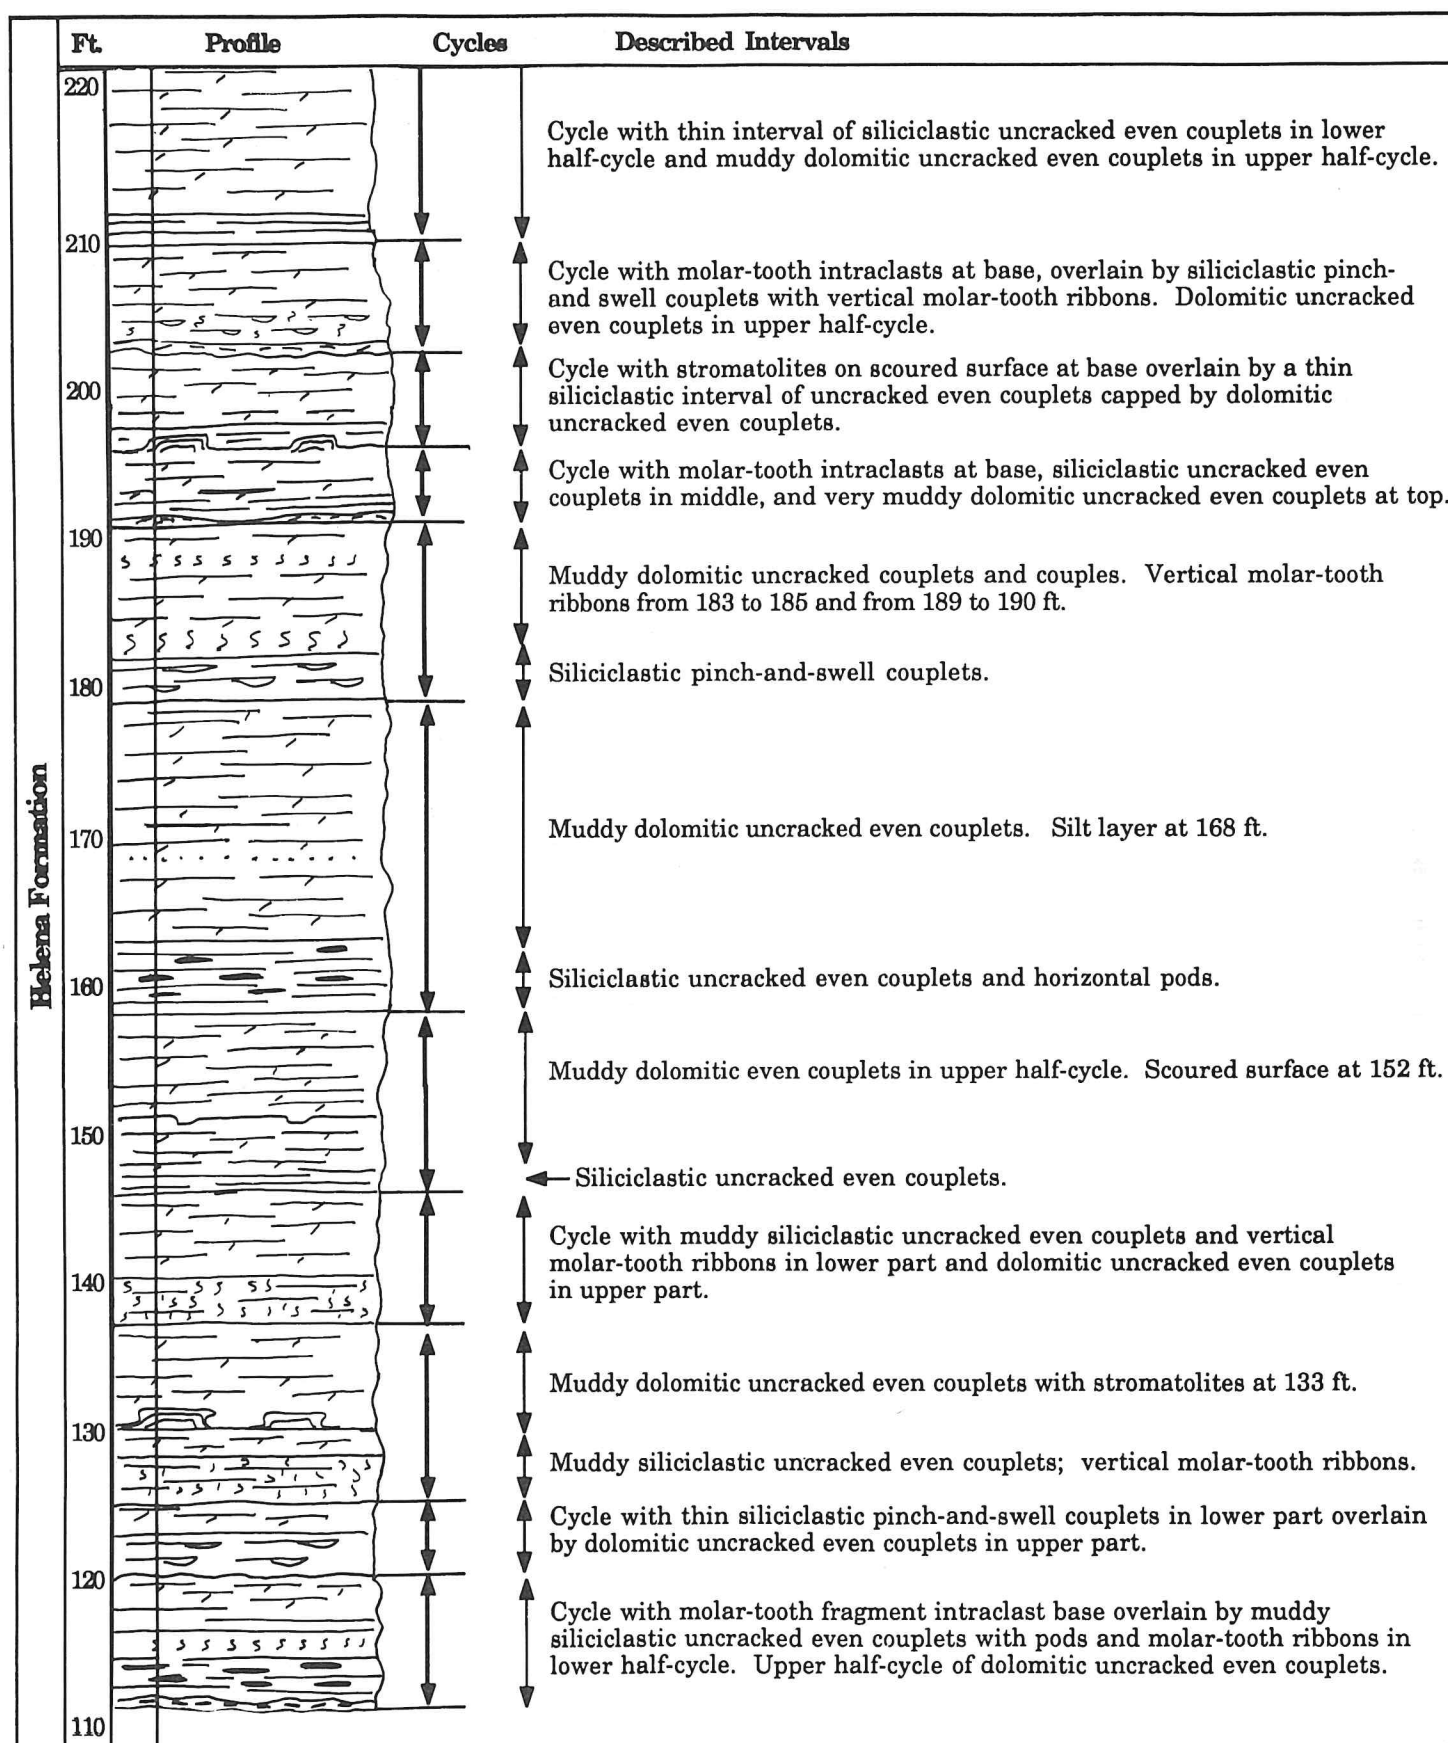 Ft. Profile Cycles Described Intervals
220
Cycle with thin interval of siliciclastic uncracked even couplets in lower
half-cycle and muddy dolomitic uncracked even couplets in upper half-cycle.
210
Cycle with molar-tooth intraclasts at base, overlain by siliciclastic pinch-
and swell couplets with vertical molar-tooth ribbons. Dolomitic uncracked
even couplets in upper half-cycle.
200
Cycle with stromatolites on scoured surface at base overlain by a thin
siliciclastic interval of uncracked even couplets capped by dolomitic
uncracked even couplets.
Cycle with molar-tooth intraclasts at base, siliciclastic uncracked even
couplets in middle, and very muddy dolomitic uncracked even couplets at top.
190
Muddy dolomitic uncracked couplets and couples. Vertical molar-tooth
ribbons from 183 to 185 and from 189 to 190 ft.
180
Siliciclastic pinch-and-swell couplets.
Helena Formation
170
Muddy dolomitic uncracked even couplets. Silt layer at 168 ft.
160
Siliciclastic uncracked even couplets and horizontal pods.
Muddy dolomitic even couplets in upper half-cycle. Scoured surface at 152 ft.
150
Siliciclastic uncracked even couplets.
Cycle with muddy siliciclastic uncracked even couplets and vertical
molar-tooth ribbons in lower part and dolomitic uncracked even couplets
in upper part.
140
Muddy dolomitic uncracked even couplets with stromatolites at 133 ft.
130
Muddy siliciclastic uncracked even couplets; vertical molar-tooth ribbons.
Cycle with thin siliciclastic pinch-and-swell couplets in lower part overlain
by dolomitic uncracked even couplets in upper part.
120
Cycle with molar-tooth fragment intraclast base overlain by muddy
siliciclastic uncracked even couplets with pods and molar-tooth ribbons in
lower half-cycle. Upper half-cycle of dolomitic uncracked even couplets.
110